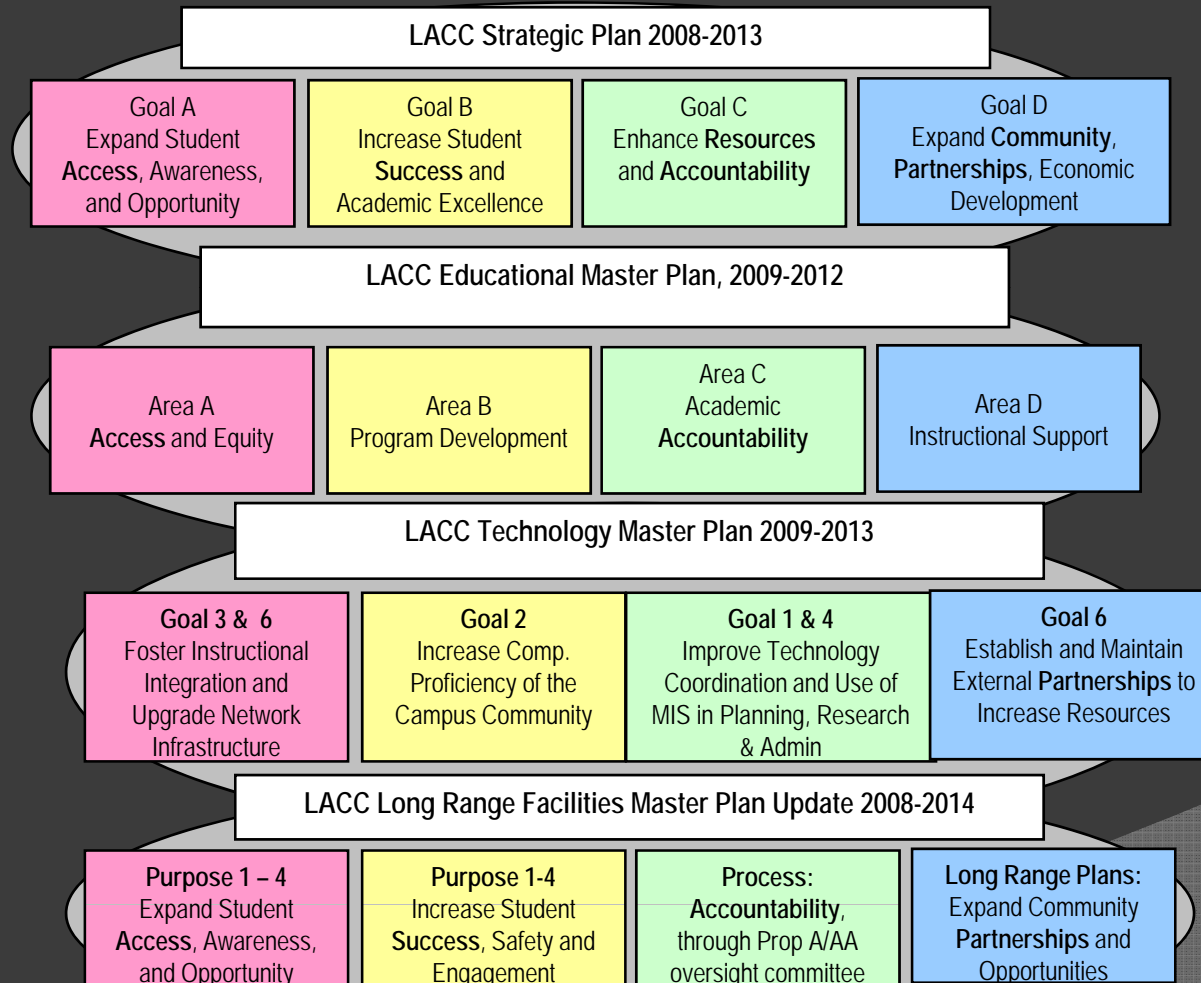 LACC Strategic Plan 2008-2013
Goal A
Expand Student
Access, Awareness,
and Opportunity
Goal B
Increase Student
Success and
Academic Excellence
Goal C
Enhance Resources
and Accountability
Goal D
Expand Community,
Partnerships, Economic
Development
LACC Educational Master Plan, 2009-2012
Area A
Access and Equity
Area B
Program Development
Area C
Academic
Accountability
Area D
Instructional Support
LACC Technology Master Plan 2009-2013
Goal 3 & 6
Foster Instructional
Integration and
Upgrade Network
Infrastructure
Goal 2
Increase Comp.
Proficiency of the
Campus Community
Goal 1 & 4
Improve Technology
Coordination and Use of
MIS in Planning, Research
& Admin
Goal 6
Establish and Maintain
External Partnerships to
Increase Resources
LACC Long Range Facilities Master Plan Update 2008-2014
Purpose 1 – 4
Expand Student
Access, Awareness,
and Opportunity
Purpose 1-4
Increase Student
Success, Safety and
Engagement
Process:
Accountability,
through Prop A/AA
oversight committee
Long Range Plans:
Expand Community
Partnerships and
Opportunities